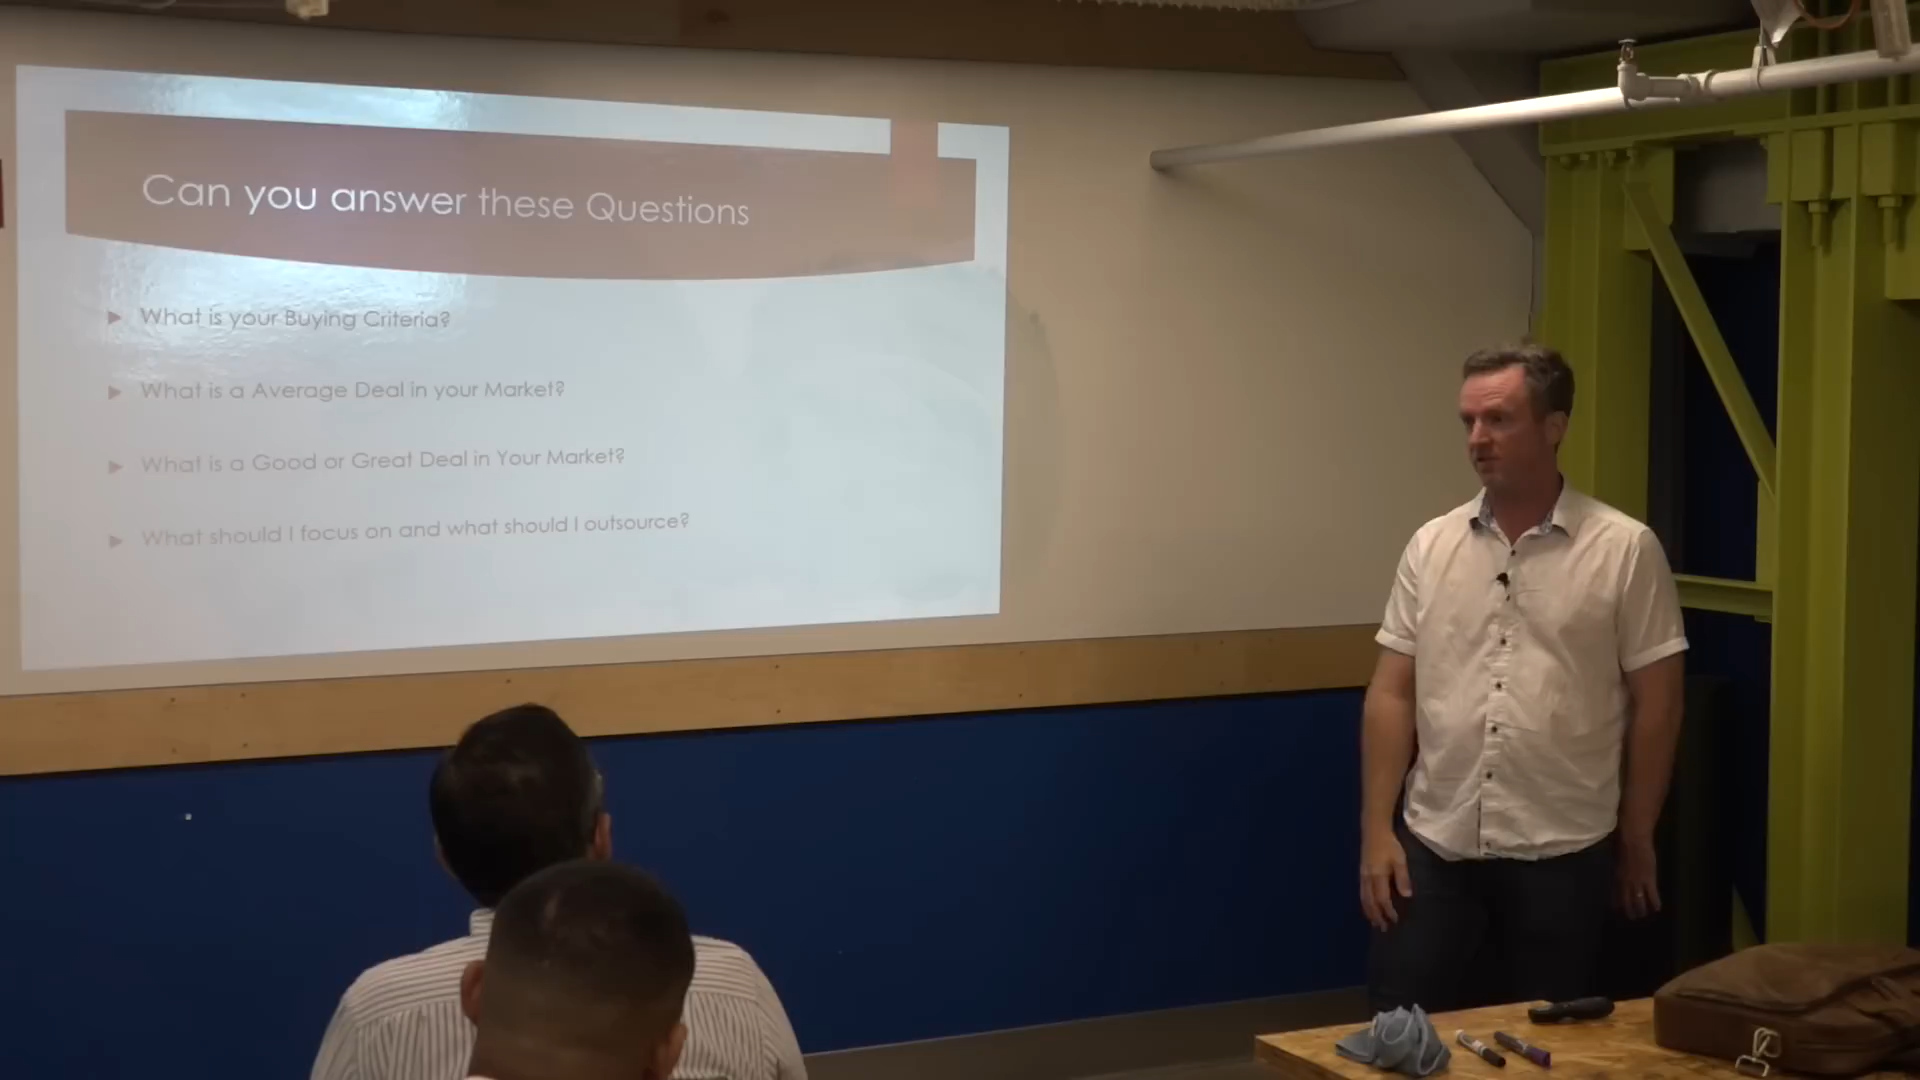 Can you answer these Questions
What is your Buying Criteria?
What is a Average Deal in your Market?
What is a Good or Great Deal in Your Market?
What should I focus on and what should I outsource?